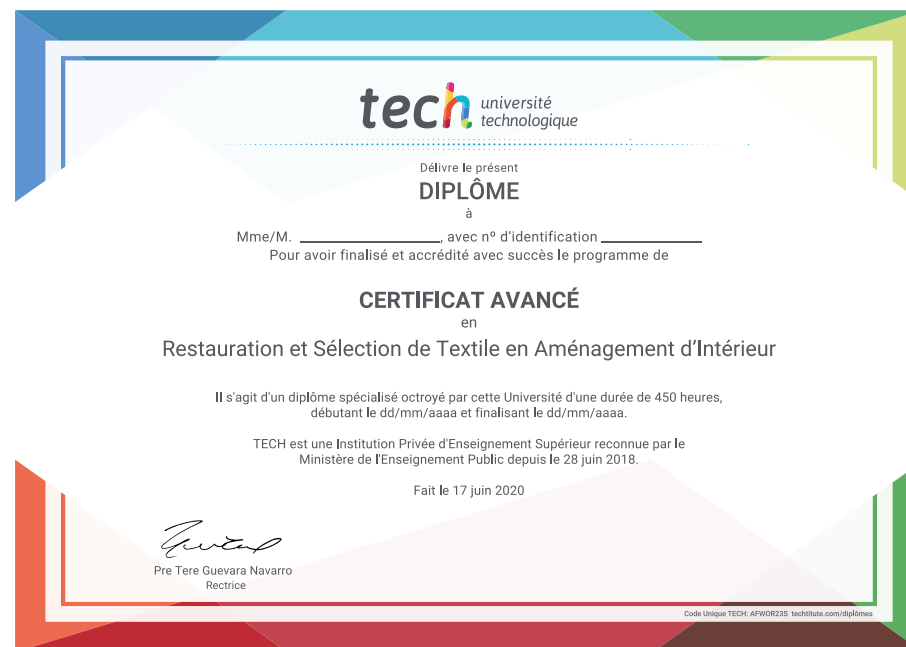 tech université
technologique
Délivre le présent
DIPLÔME
à
Mme/M. ____________________, avec nº d'identification ______________
Pour avoir finalisé et accrédité avec succès le programme de
CERTIFICAT AVANCÉ
en
Restauration et Sélection de Textile en Aménagement d'Intérieur
Il s'agit d'un diplôme spécialisé octroyé par cette Université d'une durée de 450 heures,
débutant le dd/mm/aaaa et finalisant le dd/mm/aaaa.
TECH est une Institution Privée d'Enseignement Supérieur reconnue par le
Ministère de l'Enseignement Public depuis le 28 juin 2018.
Fait le 17 juin 2020
Pre Tere Guevara Navarro
Rectrice
Code Unique TECH: AFWOR23S techtitute.com/diplômes